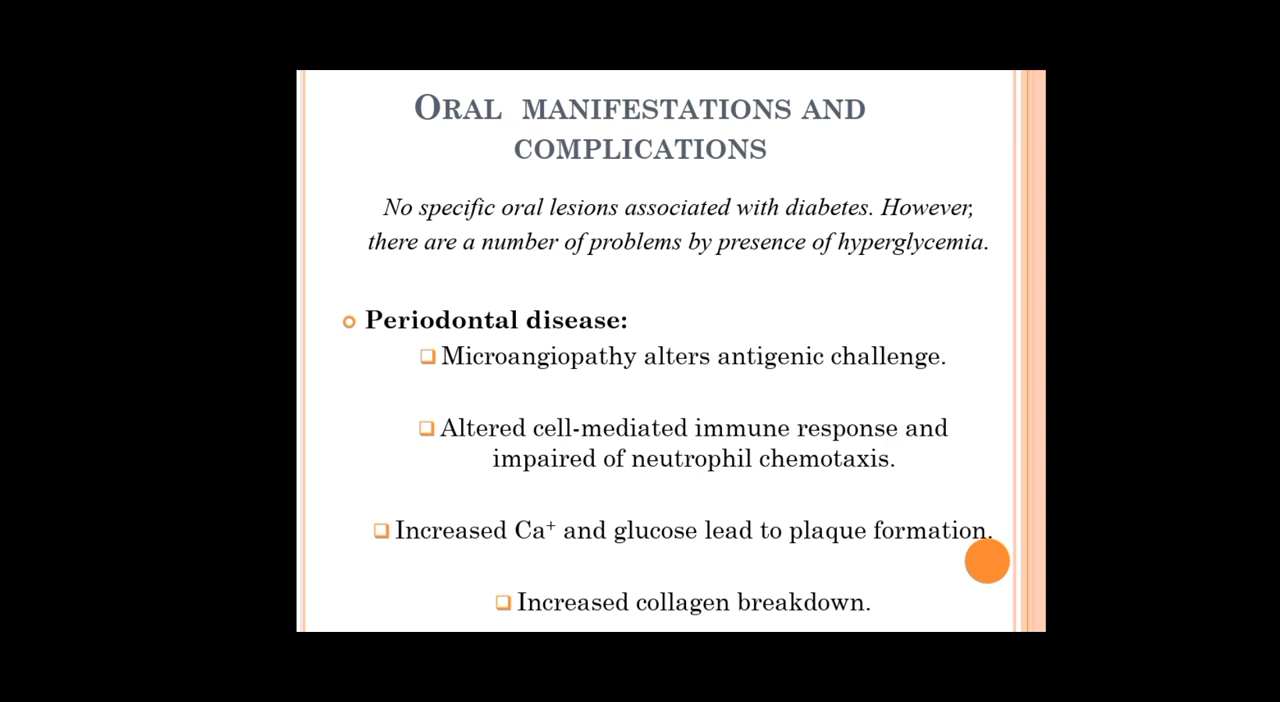 Oral manifestations and
complications
No specific oral lesions associated with diabetes. However,
there are a number of problems by presence of hyperglycemia.
Periodontal disease:
Microangiopathy alters antigenic challenge.
Altered cell-mediated immune response and
impaired of neutrophil chemotaxis.
Increased Ca⁺ and glucose lead to plaque formation.
Increased collagen breakdown.